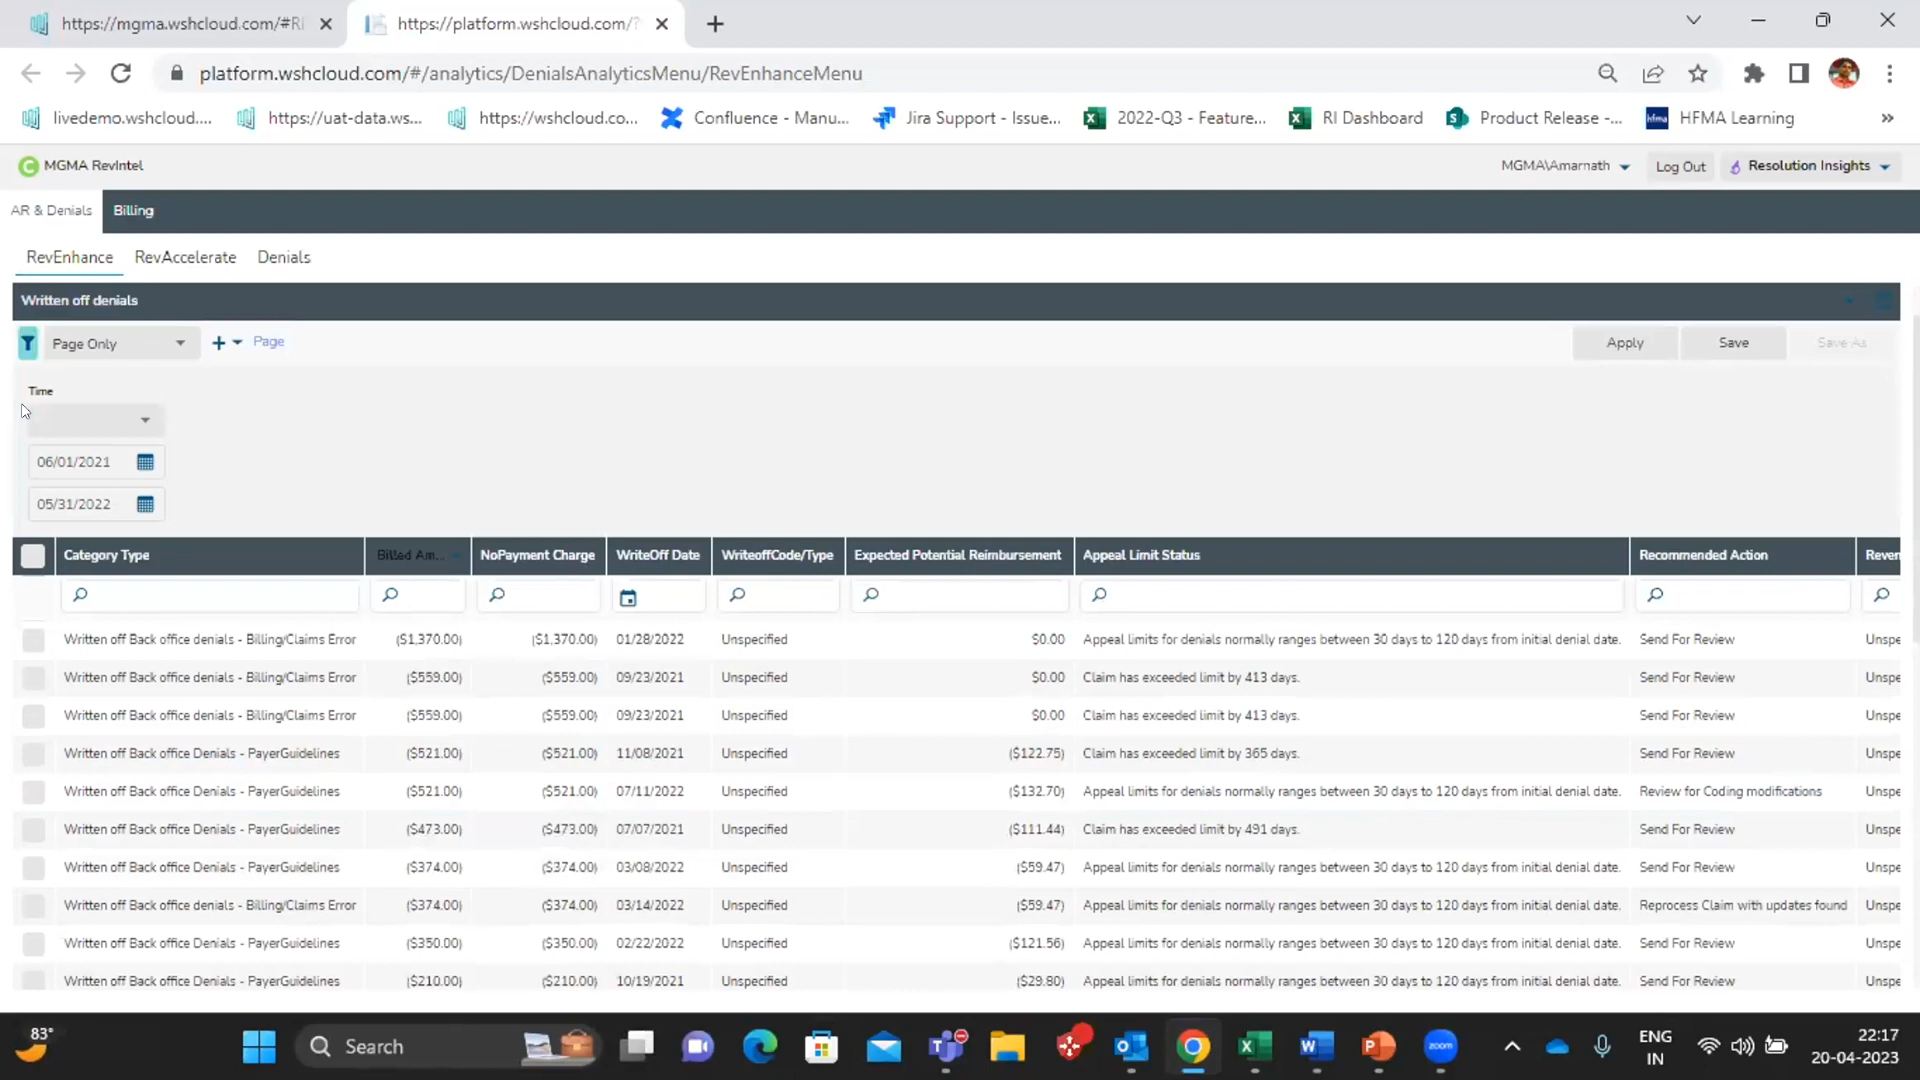 https://mgma.wshcloud.com/#RI
https://platform.wshcloud.com/?
platform.wshcloud.com/#/analytics/DenialsAnalyticsMenu/RevEnhanceMenu
livedemo.wshcloud.... https://uat-data.ws... https://wshcloud.co... Confluence - Manu... Jira Support - Issue... 2022-Q3 - Feature... RI Dashboard Product Release -... hfma HFMA Learning »
MGMA RevIntel MGMA\Amarnath Log Out Resolution Insights
AR & Denials Billing
RevEnhance RevAccelerate Denials
Written off denials
Page Only Page Apply Save Save As
Time
06/01/2021
05/31/2022
Category Type Billed Am... NoPayment Charge WriteOff Date WriteoffCode/Type Expected Potential Reimbursement Appeal Limit Status Recommended Action Reven
Written off Back office denials - Billing/Claims Error ($1,370.00) ($1,370.00) 01/28/2022 Unspecified $0.00 Appeal limits for denials normally ranges between 30 days to 120 days from initial denial date. Send For Review Unspe
Written off Back office denials - Billing/Claims Error ($559.00) ($559.00) 09/23/2021 Unspecified $0.00 Claim has exceeded limit by 413 days. Send For Review Unspe
Written off Back office denials - Billing/Claims Error ($559.00) ($559.00) 09/23/2021 Unspecified $0.00 Claim has exceeded limit by 413 days. Send For Review Unspe
Written off Back office Denials - PayerGuidelines ($521.00) ($521.00) 11/08/2021 Unspecified ($122.75) Claim has exceeded limit by 365 days. Send For Review Unspe
Written off Back office Denials - PayerGuidelines ($521.00) ($521.00) 07/11/2022 Unspecified ($132.70) Appeal limits for denials normally ranges between 30 days to 120 days from initial denial date. Review for Coding modifications Unspe
Written off Back office Denials - PayerGuidelines ($473.00) ($473.00) 07/07/2021 Unspecified ($111.44) Claim has exceeded limit by 491 days. Send For Review Unspe
Written off Back office Denials - PayerGuidelines ($374.00) ($374.00) 03/08/2022 Unspecified ($59.47) Appeal limits for denials normally ranges between 30 days to 120 days from initial denial date. Send For Review Unspe
Written off Back office denials - Billing/Claims Error ($374.00) ($374.00) 03/14/2022 Unspecified ($59.47) Appeal limits for denials normally ranges between 30 days to 120 days from initial denial date. Reprocess Claim with updates found Unspe
Written off Back office Denials - PayerGuidelines ($350.00) ($350.00) 02/22/2022 Unspecified ($121.56) Appeal limits for denials normally ranges between 30 days to 120 days from initial denial date. Send For Review Unspe
Written off Back office Denials - PayerGuidelines ($210.00) ($210.00) 10/19/2021 Unspecified ($29.80) Appeal limits for denials normally ranges between 30 days to 120 days from initial denial date. Send For Review Unspe
83° Search zoom ENG 22:17
IN 20-04-2023